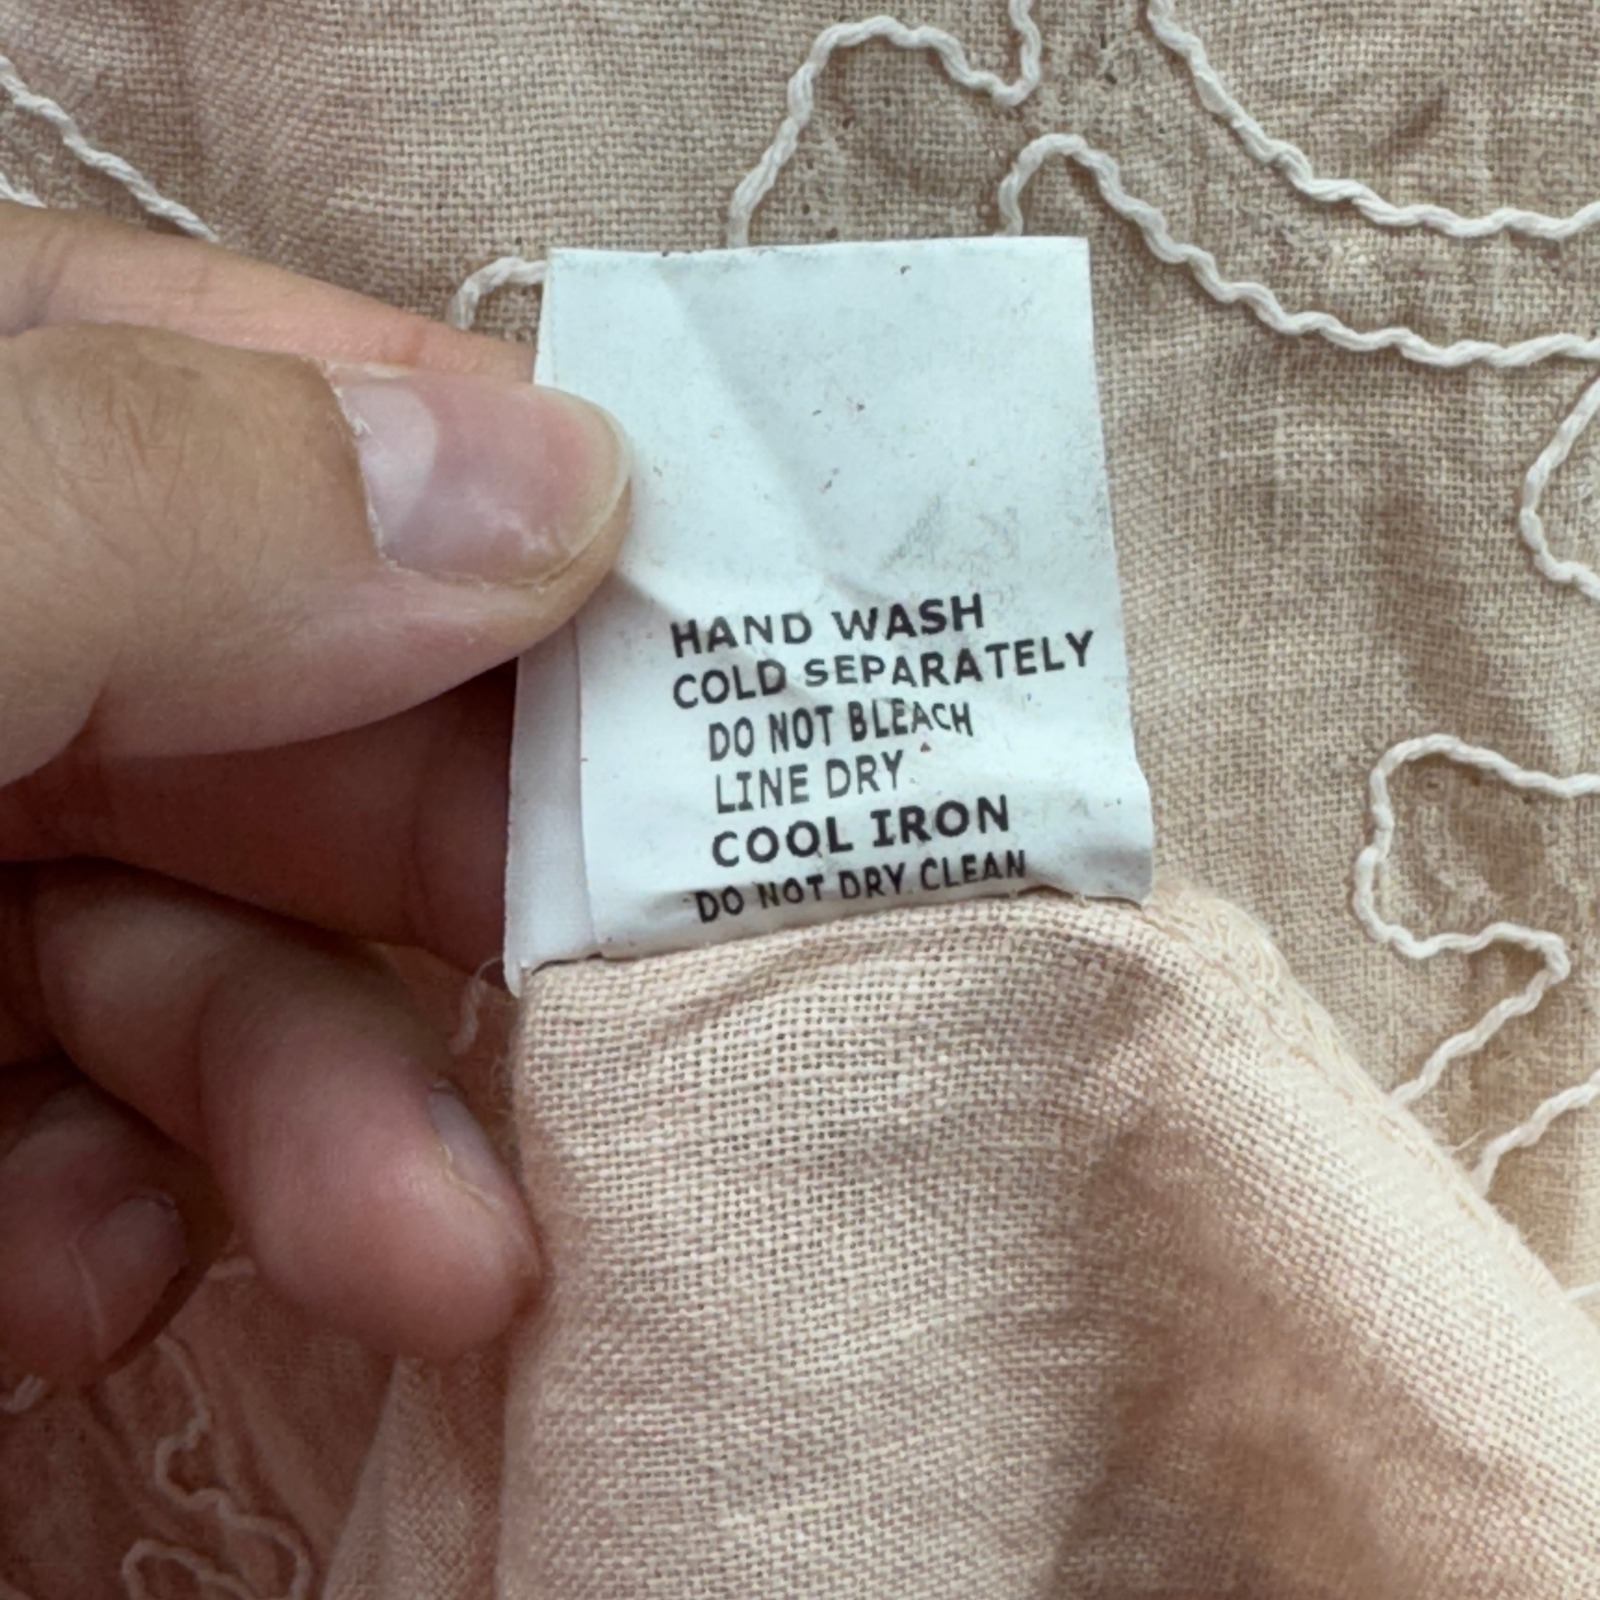 HAND WASH
COLD SEPARATELY
DO NOT BLEACH
LINE DRY
COOL IRON
DO NOT DRY CLEAN